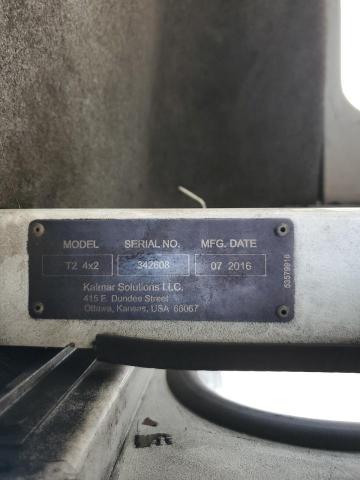 MODEL SERIAL NO. MFG. DATE
T2 4x2 342608 07 2016
Kalmar Solutions LLC.
415 E. Dundee Street
Ottawa, Kansas, USA 66067
53579916